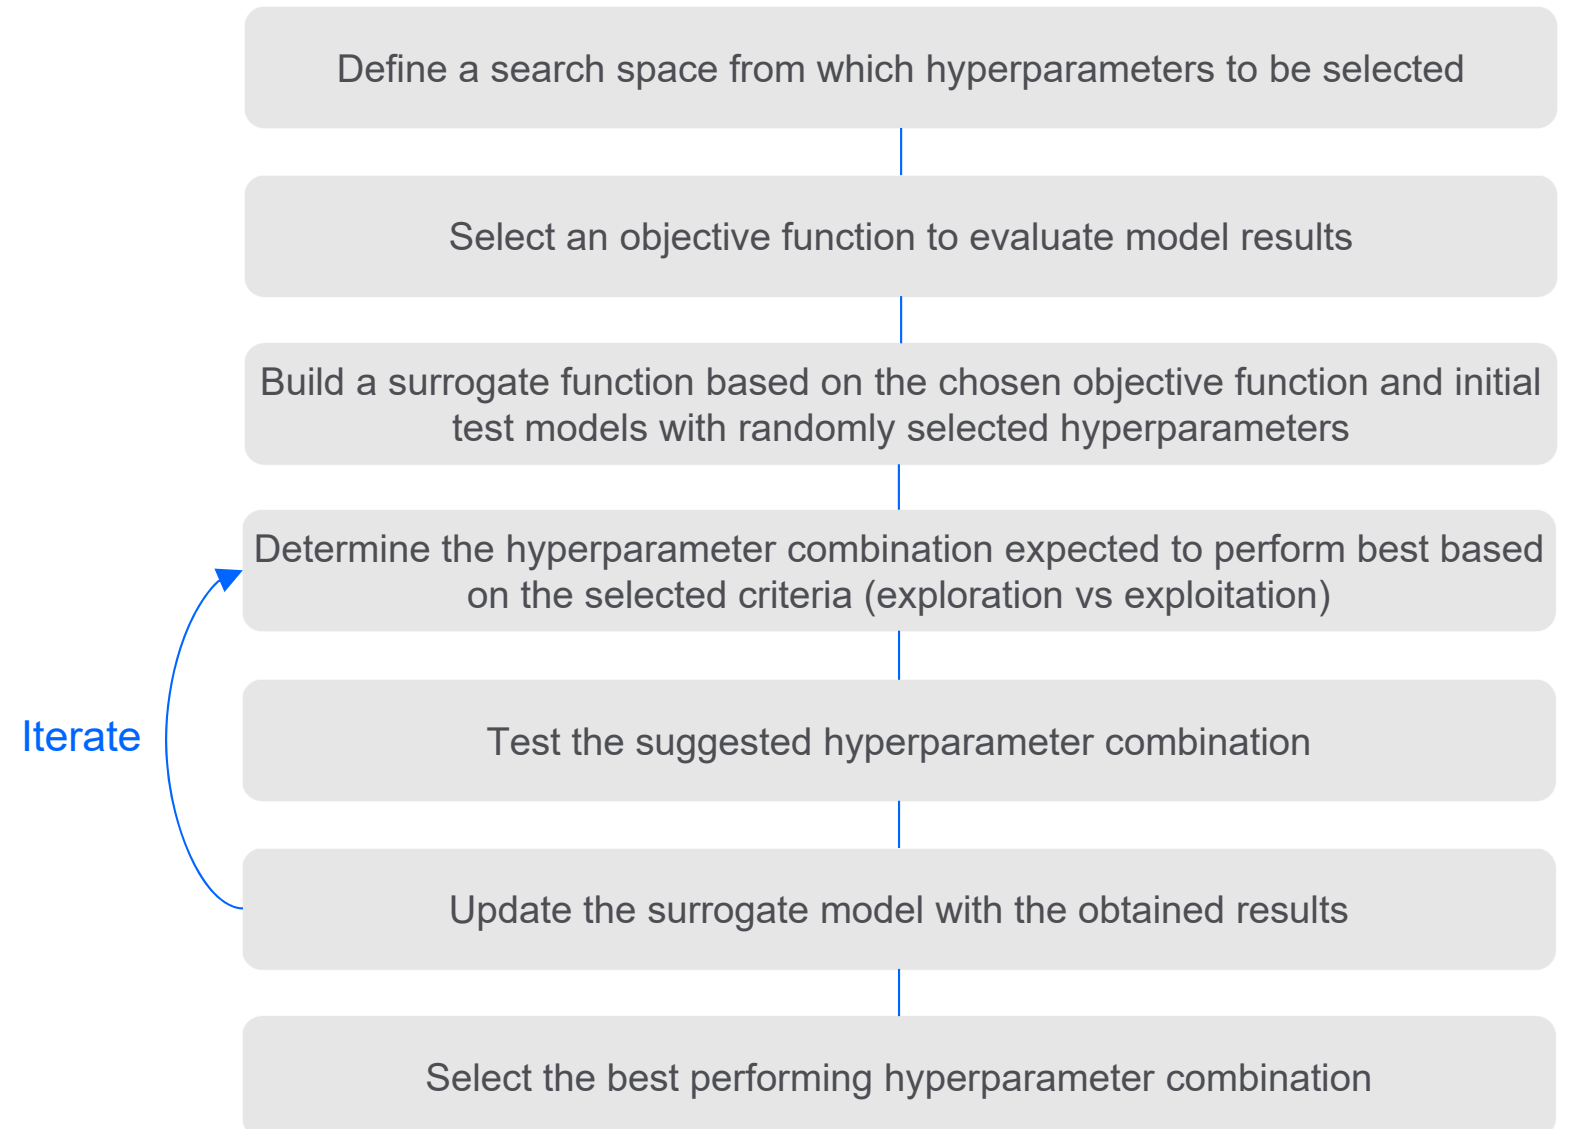 Define a search space from which hyperparameters to be selected
Select an objective function to evaluate model results
Build a surrogate function based on the chosen objective function and initial
test models with randomly selected hyperparameters
Determine the hyperparameter combination expected to perform best based
on the selected criteria (exploration vs exploitation)
Iterate
Test the suggested hyperparameter combination
Update the surrogate model with the obtained results
Select the best performing hyperparameter combination